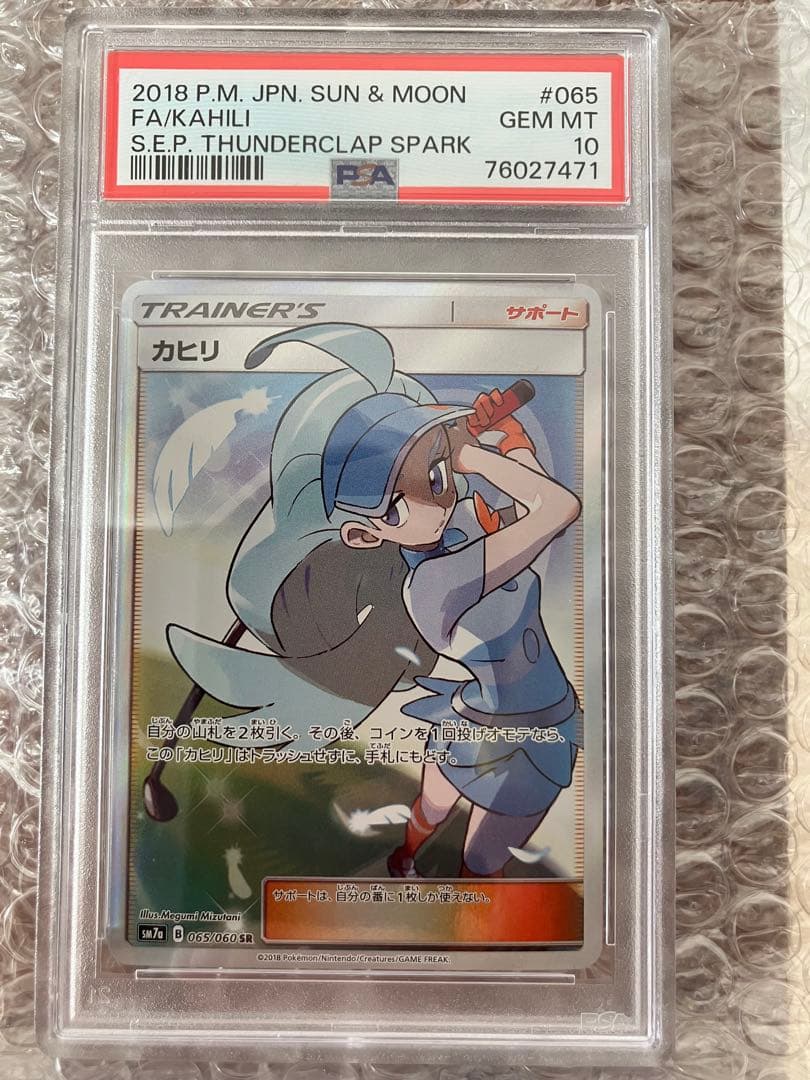 2018 P.M. JPN. SUN & MOON #065
FA/KAHILI GEM MT
S.E.P. THUNDERCLAP SPARK 10
PSA 76027471
TRAINER'S サポート
カヒリ
自分の山札を2枚引く。その後、コインを1回投げオモテなら、
この「カヒリ」はトラッシュせずに、手札にもどす。
サポートは、自分の番に1枚しか使えない。
Illus.Megumi Mizutani
SM7a B 065/060 SR
©2018 Pokémon/Nintendo/Creatures/GAME FREAK.
PSA